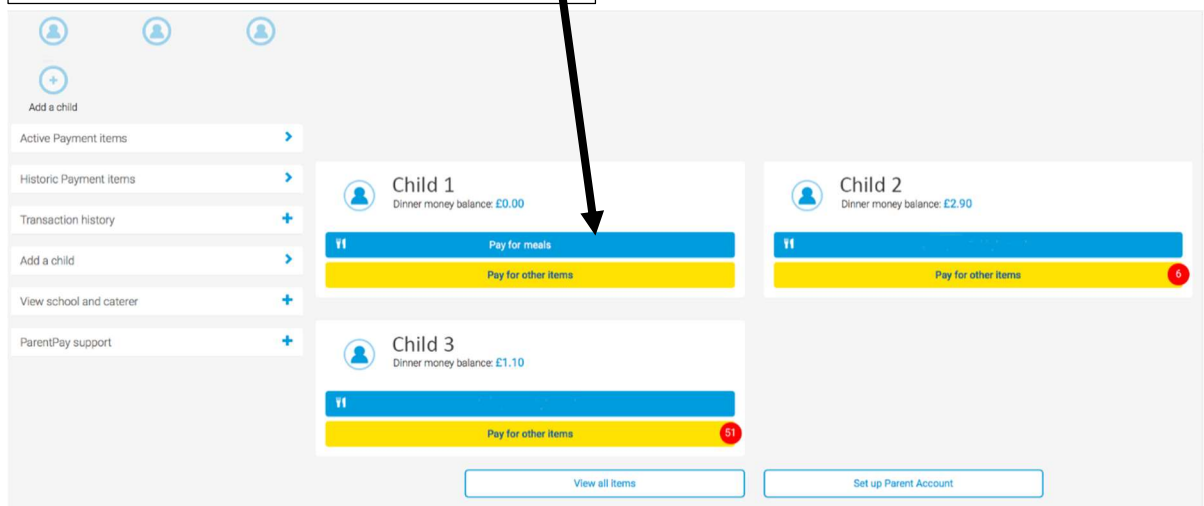 Add a child
Active Payment items
Historic Payment items
Transaction history
Add a child
View school and caterer
ParentPay support
Child 1
Dinner money balance: £0.00
Pay for meals
Pay for other items
Child 2
Dinner money balance: £2.90
Pay for other items 6
Child 3
Dinner money balance: £1.10
Pay for other items 51
View all items
Set up Parent Account